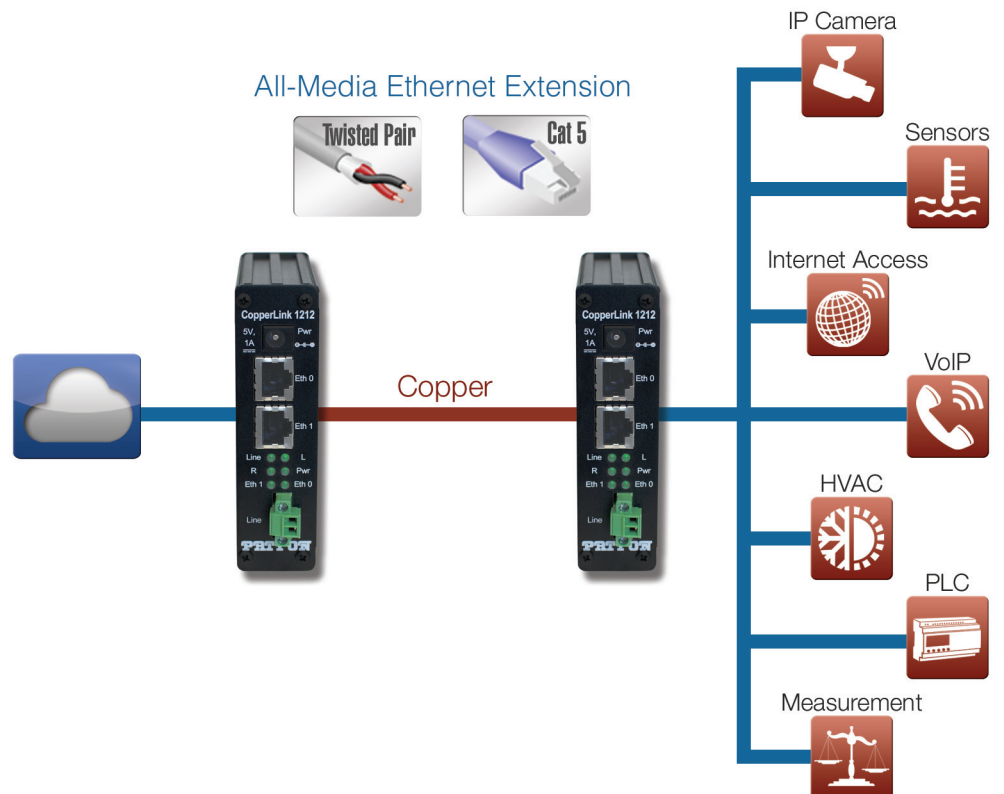 IP Camera
All-Media Ethernet Extension
Twisted Pair
Cat 5
Sensors
Internet Access
CopperLink 1212
5V, 1A
Pwr
Eth 0
Eth 1
Line L
R Pwr
Eth 1 Eth 0
Line
PATTON
Copper
CopperLink 1212
5V, 1A
Pwr
Eth 0
Eth 1
Line L
R Pwr
Eth 1 Eth 0
Line
PATTON
VoIP
HVAC
PLC
Measurement